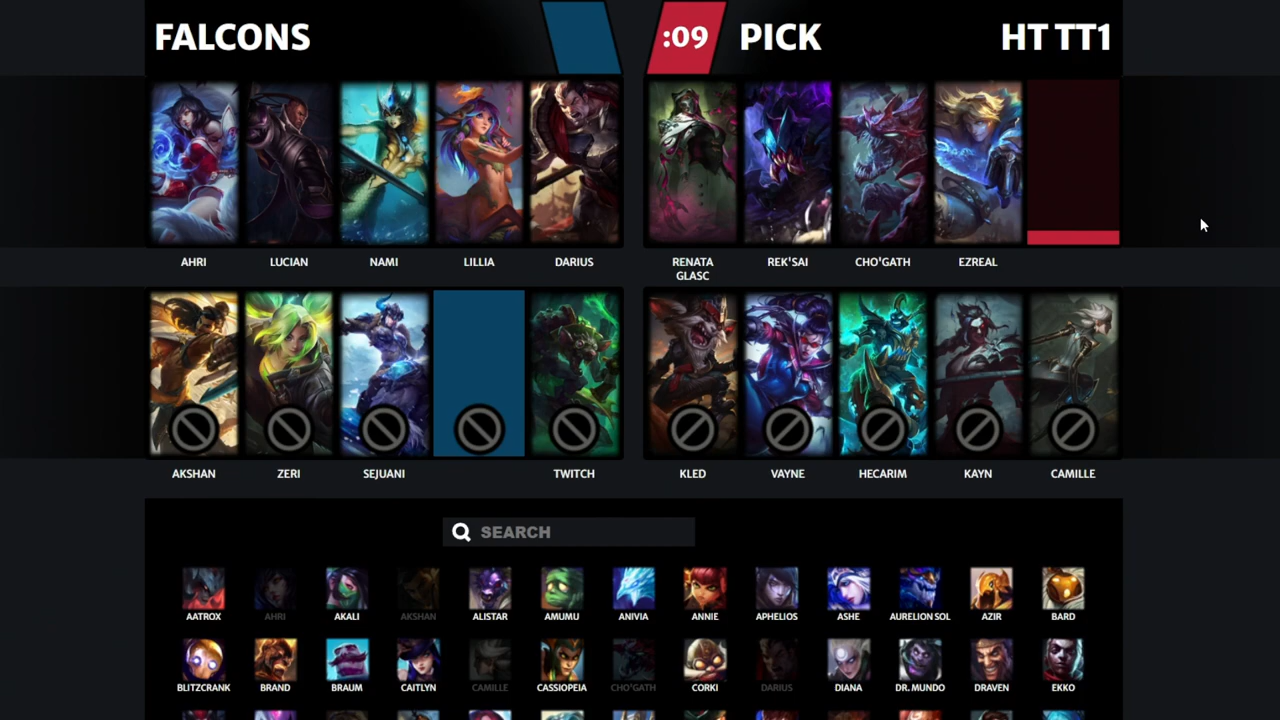 FALCONS
:09 PICK HT TT1
AHRI LUCIAN NAMI LILLIA DARIUS RENATA GLASC REK'SAI CHO'GATH EZREAL
AKSHAN ZERI SEJUANI TWITCH KLED VAYNE HECARIM KAYN CAMILLE
SEARCH
AATROX AHRI AKALI AKSHAN ALISTAR AMUMU ANIVIA ANNIE APHELIOS ASHE AURELION SOL AZIR BARD
BLITZCRANK BRAND BRAUM CAITLYN CAMILLE CASSIOPEIA CHO'GATH CORKI DARIUS DIANA DR. MUNDO DRAVEN EKKO